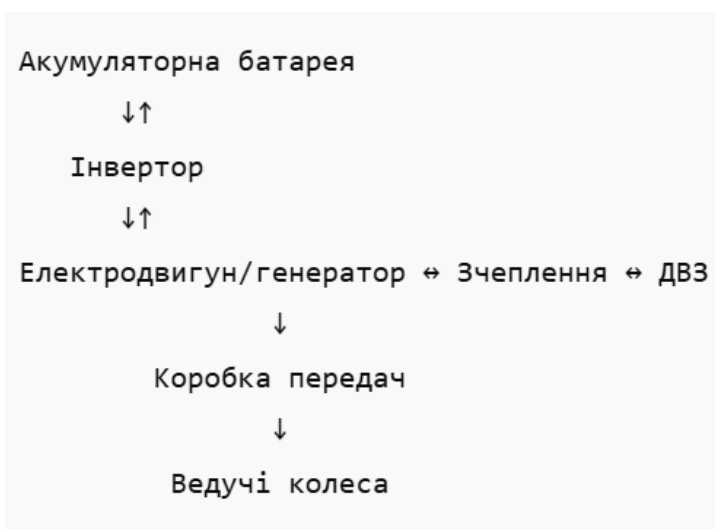 Акумуляторна батарея
↓↑
Інвертор
↓↑
Електродвигун/генератор ↔ Зчеплення ↔ ДВЗ
↓
Коробка передач
↓
Ведучі колеса